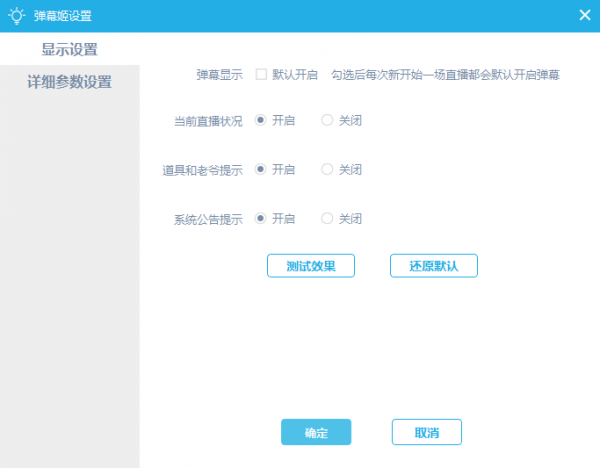 弹幕姬设置
显示设置
详细参数设置
弹幕显示 默认开启 勾选后每次新开始一场直播都会默认开启弹幕
当前直播状况 开启 关闭
道具和老爷提示 开启 关闭
系统公告提示 开启 关闭
测试效果 还原默认
确定 取消